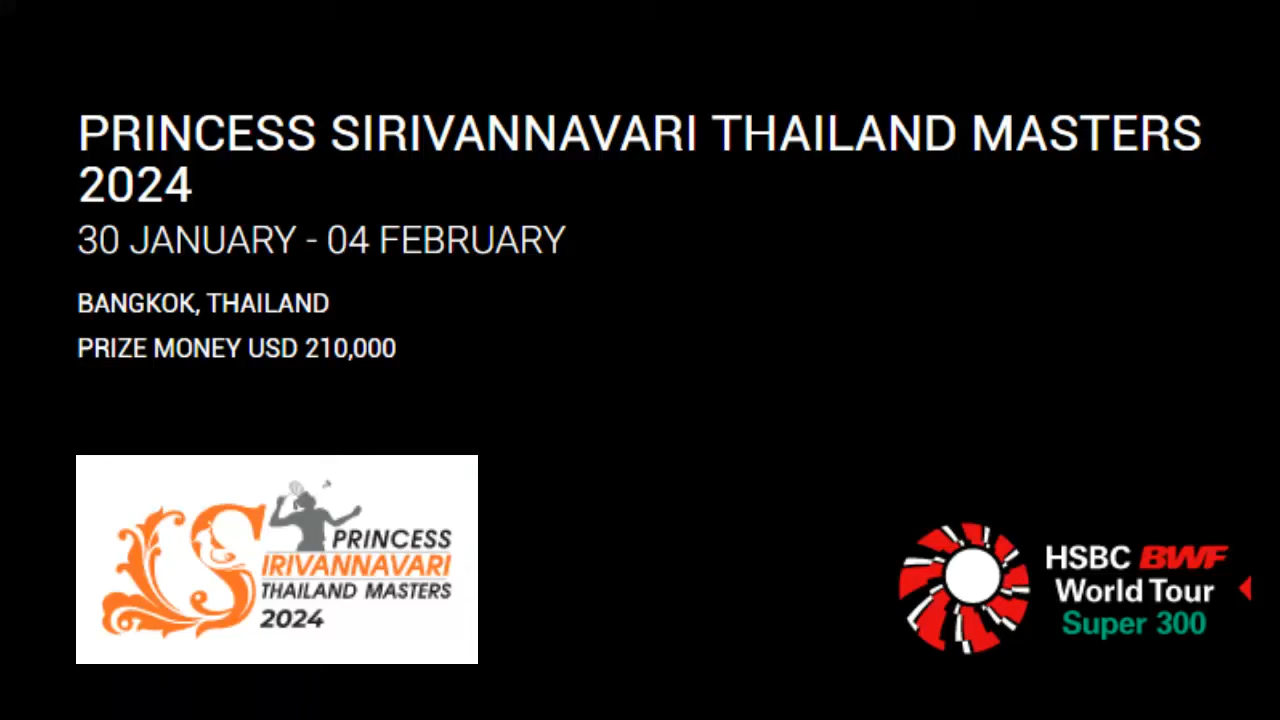 PRINCESS SIRIVANNAVARI THAILAND MASTERS
2024
30 JANUARY - 04 FEBRUARY
BANGKOK, THAILAND
PRIZE MONEY USD 210,000
PRINCESS
SIRIVANNAVARI
THAILAND MASTERS
2024
HSBC BWF
World Tour
Super 300